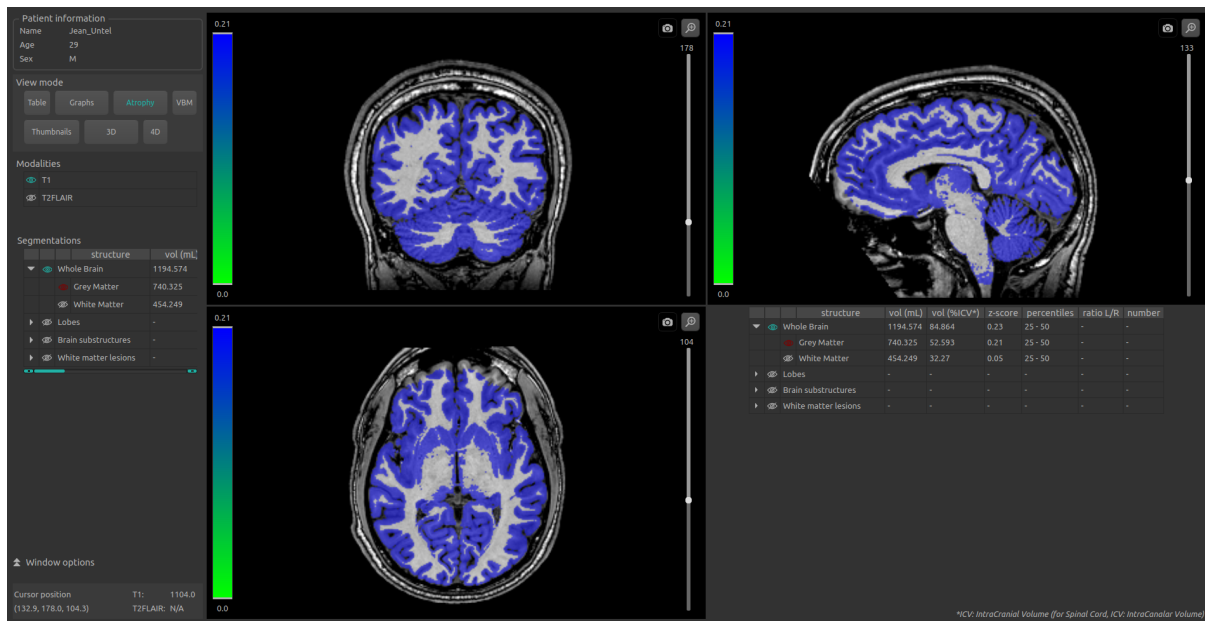 Patient information
Name Jean_Untel
Age 29
Sex M
View mode
Table Graphs Atrophy VBM
Thumbnails 3D 4D
Modalities
T1
T2FLAIR
Segmentations
structure vol (mL)
Whole Brain 1194.574
Grey Matter 740.325
White Matter 454.249
Lobes -
Brain substructures -
White matter lesions -
Window options
Cursor position T1: 1104.0
(132.9, 178.0, 104.3) T2FLAIR: N/A
0.21
178
0.0
0.21
133
0.0
0.21
104
0.0
structure vol (mL) vol (%ICV*) z-score percentiles ratio L/R number
Whole Brain 1194.574 84.864 0.23 25 - 50 - -
Grey Matter 740.325 52.593 0.21 25 - 50 - -
White Matter 454.249 32.27 0.05 25 - 50 - -
Lobes - - - - - -
Brain substructures - - - - - -
White matter lesions - - - - - -
*ICV: IntraCranial Volume (for Spinal Cord, ICV: IntraCanalar Volume)